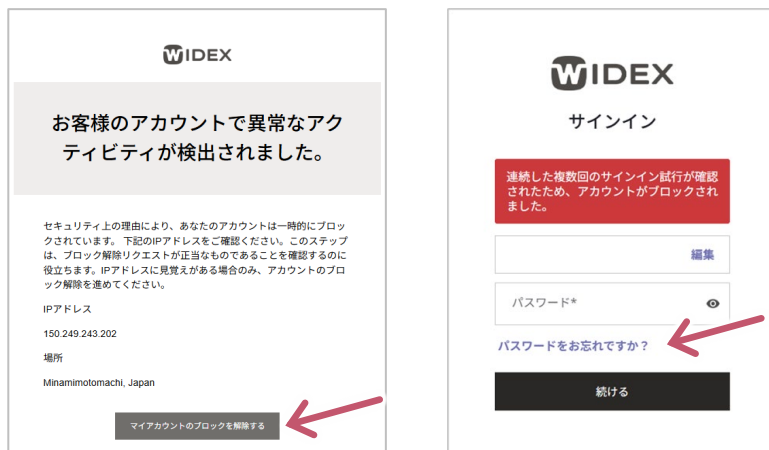 WIDEX
お客様のアカウントで異常なアク
ティビティが検出されました。
セキュリティ上の理由により、あなたのアカウントは一時的にブロッ
クされています。 下記のIPアドレスをご確認ください。このステップ
は、ブロック解除リクエストが正当なものであることを確認するのに
役立ちます。IPアドレスに見覚えがある場合のみ、アカウントのブロ
ック解除を進めてください。
IPアドレス
150.249.243.202
場所
Minamimotomachi, Japan
マイアカウントのブロックを解除する
WIDEX
サインイン
連続した複数回のサインイン試行が確認
されたため、アカウントがブロックされ
ました。
編集
パスワード*
パスワードをお忘れですか？
続ける